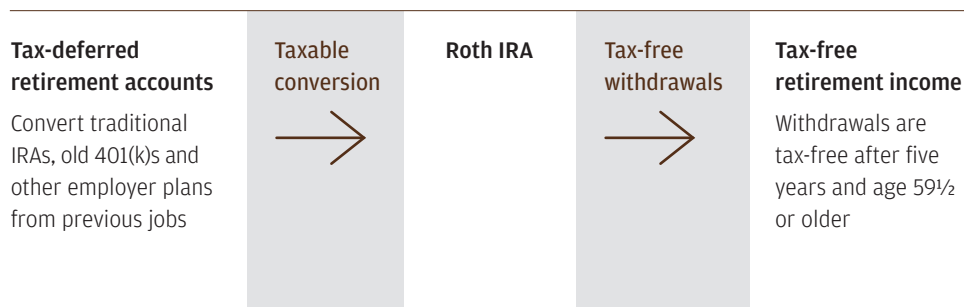 Tax-deferred
retirement accounts
Convert traditional
IRAs, old 401(k)s and
other employer plans
from previous jobs
Taxable
conversion
Roth IRA
Tax-free
withdrawals
Tax-free
retirement income
Withdrawals are
tax-free after five
years and age 59½
or older